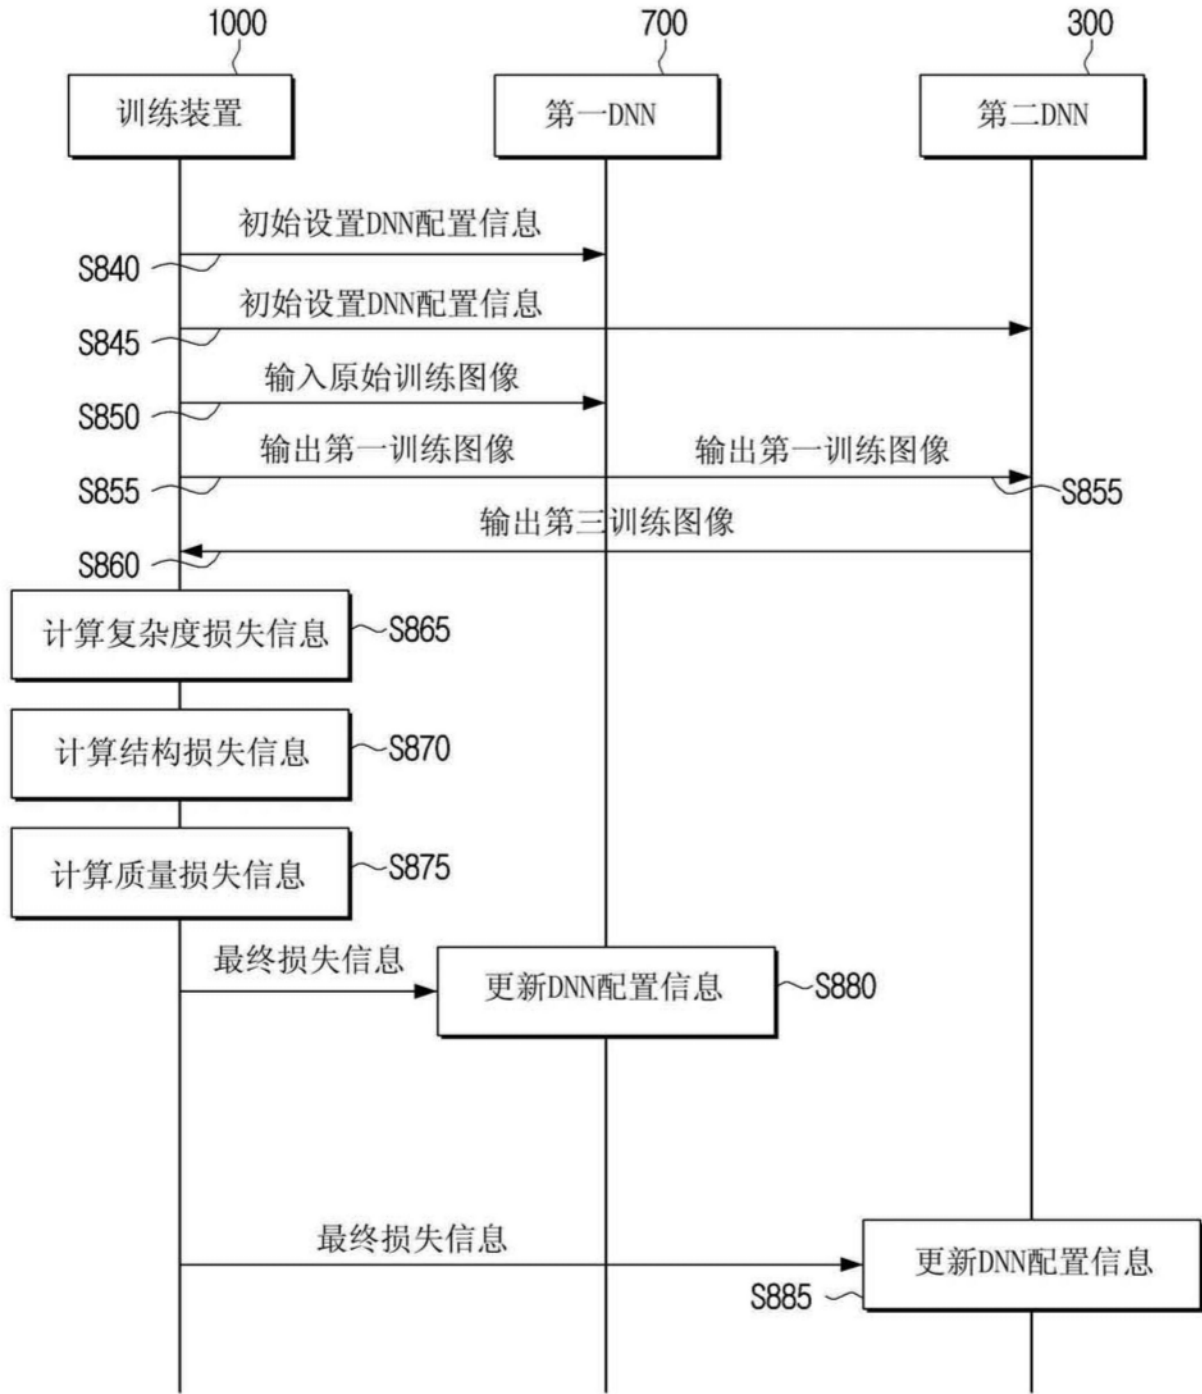 1000
700
300
训练装置
第一DNN
第二DNN
初始设置DNN配置信息
S840
初始设置DNN配置信息
S845
输入原始训练图像
S850
输出第一训练图像
输出第一训练图像
S855
S855
输出第三训练图像
S860
计算复杂度损失信息
S865
计算结构损失信息
S870
计算质量损失信息
S875
最终损失信息
更新DNN配置信息
S880
最终损失信息
更新DNN配置信息
S885